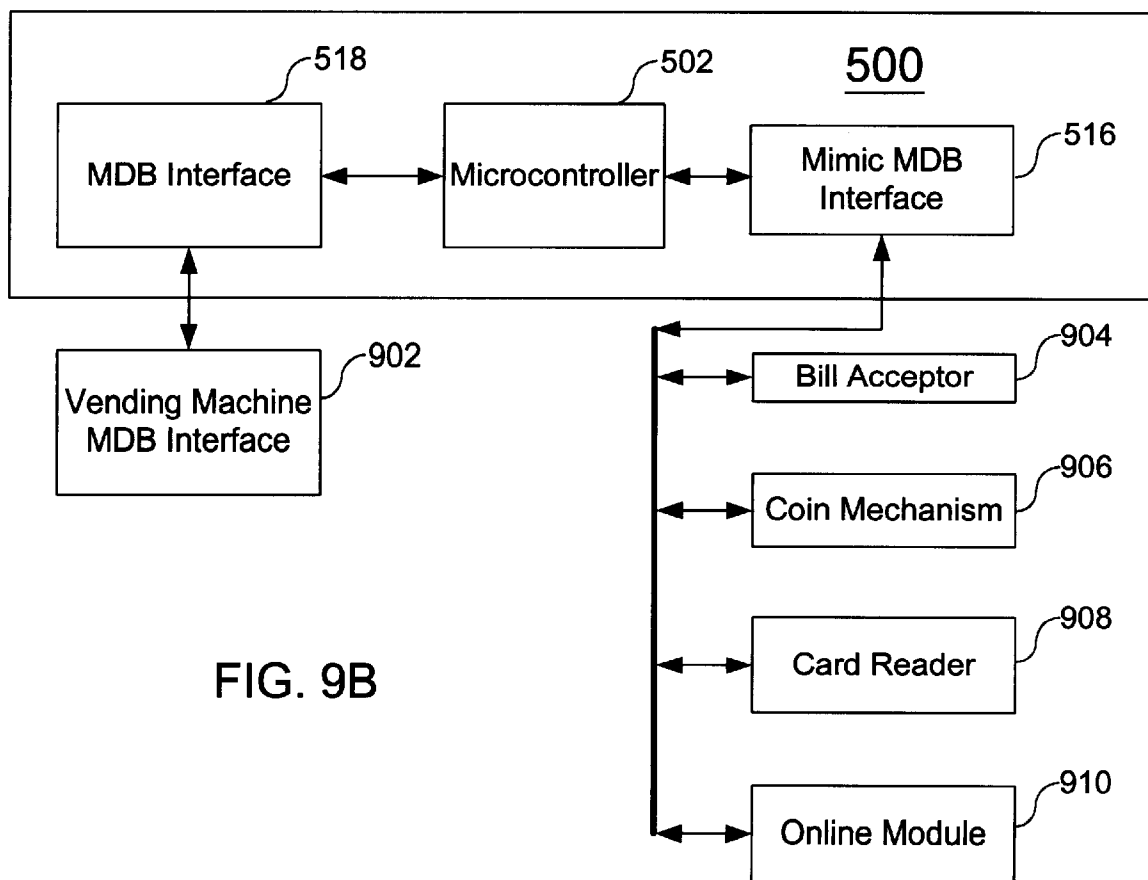 518
502
500
516
MDB Interface
Microcontroller
Mimic MDB
Interface
902
Vending Machine
MDB Interface
904
Bill Acceptor
906
Coin Mechanism
908
Card Reader
FIG. 9B
910
Online Module